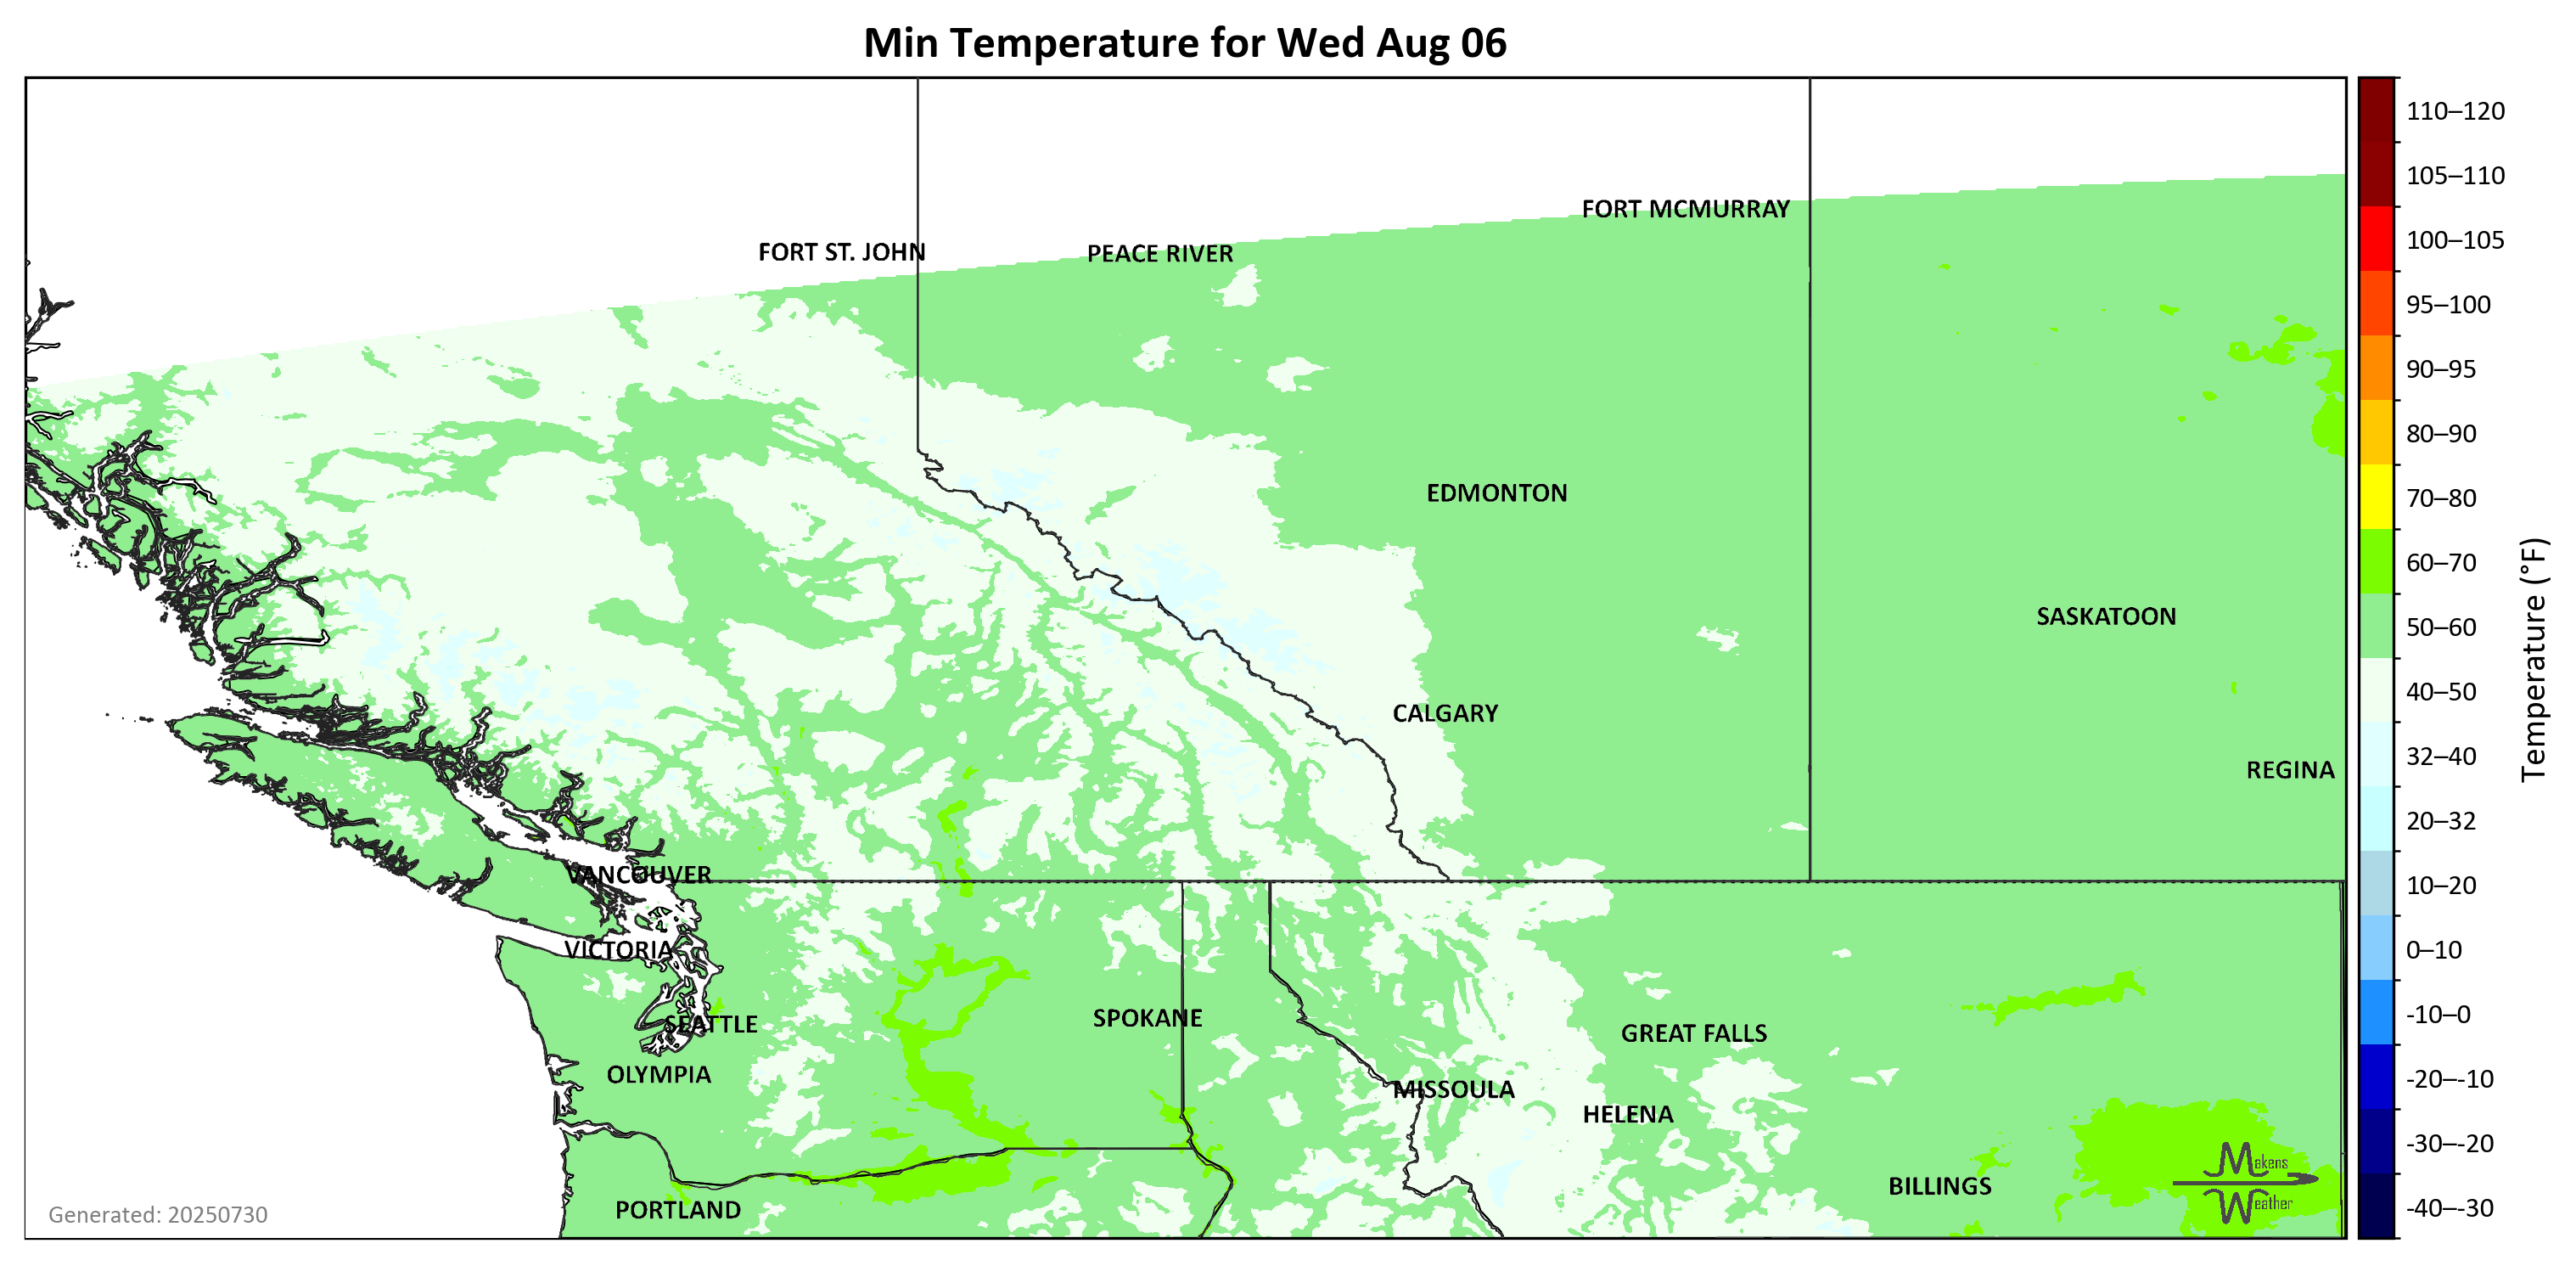 Min Temperature for Wed Aug 06
110–120
105–110
100–105
95–100
90–95
80–90
70–80
60–70
50–60
40–50
32–40
20–32
10–20
0–10
-10–0
-20–-10
-30–-20
-40–-30
Temperature (°F)
FORT MCMURRAY
FORT ST. JOHN
PEACE RIVER
EDMONTON
SASKATOON
CALGARY
REGINA
VANCOUVER
VICTORIA
SPOKANE
SEATTLE
GREAT FALLS
OLYMPIA
MISSOULA
HELENA
BILLINGS
PORTLAND
Makens
Weather
Generated: 20250730